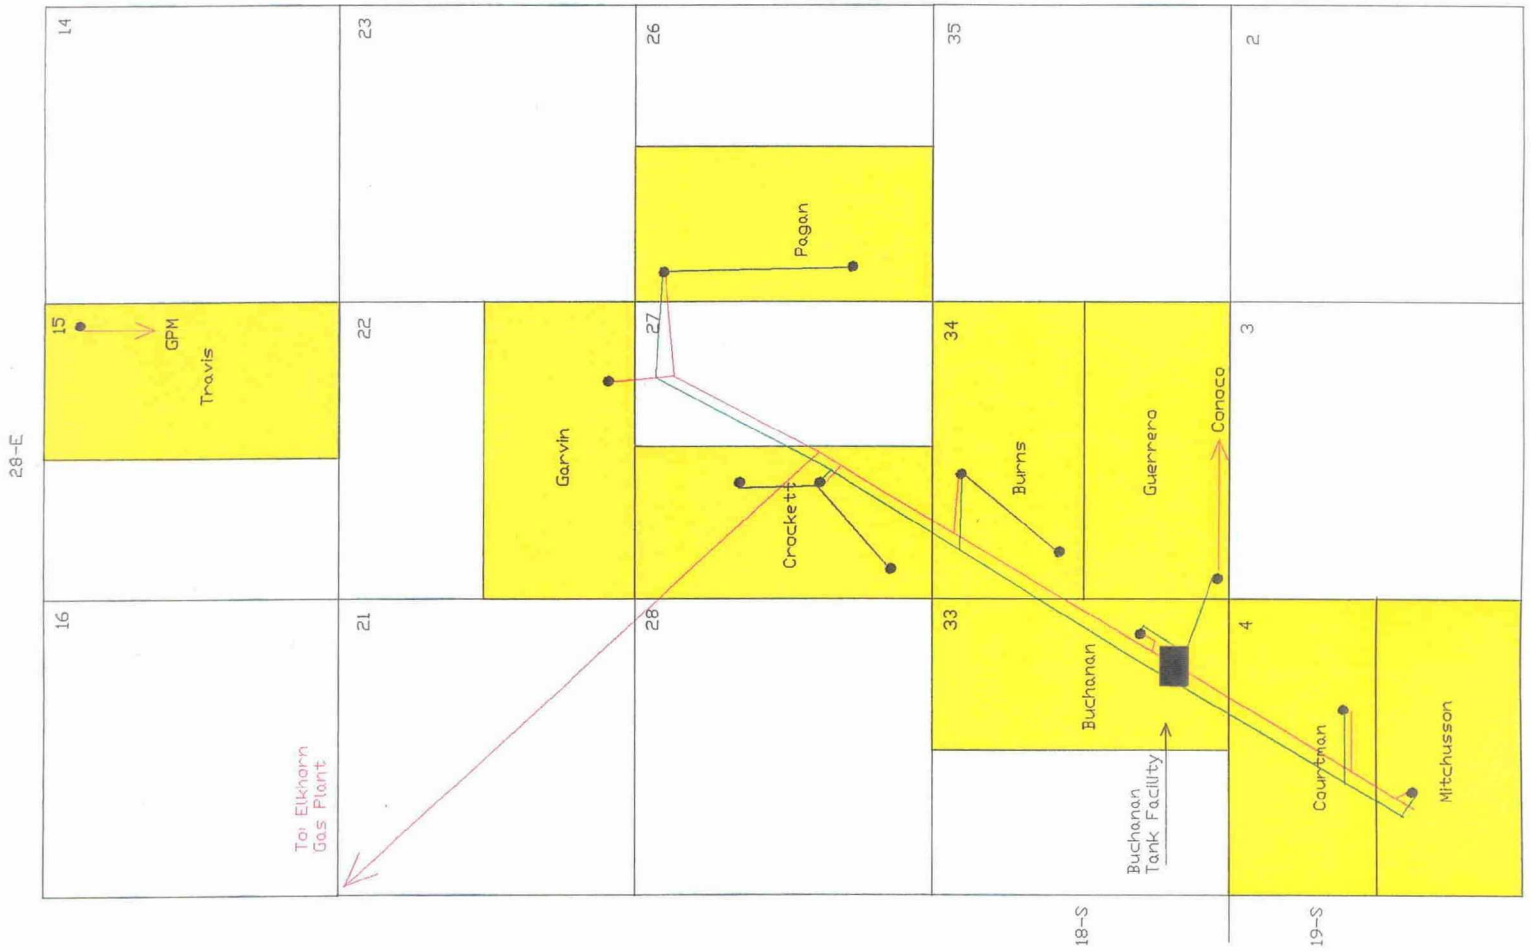 28-E
16
15
14
GPM
Travis
To: Elkhorn
Gas Plant
21
22
23
Garvin
28
27
26
Crockett
Pagan
33
34
35
Burns
18-S
Buchanan
Buchanan
Tank Facility
Guerrero
Conoco
4
3
2
19-S
Courtman
Mitchusson